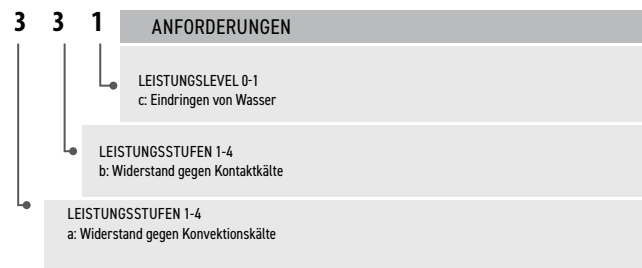 3 3 1 ANFORDERUNGEN
LEISTUNGSLEVEL 0-1
c: Eindringen von Wasser
LEISTUNGSSTUFEN 1-4
b: Widerstand gegen Kontaktkälte
LEISTUNGSSTUFEN 1-4
a: Widerstand gegen Konvektionskälte